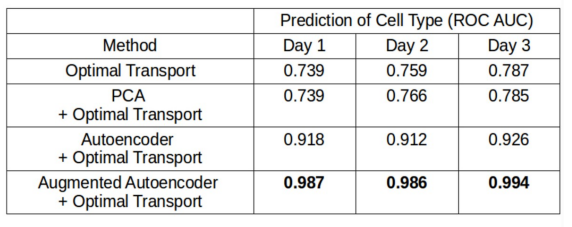 Prediction of Cell Type (ROC AUC)
Method Day 1 Day 2 Day 3
Optimal Transport 0.739 0.759 0.787
PCA 0.739 0.766 0.785
+ Optimal Transport
Autoencoder 0.918 0.912 0.926
+ Optimal Transport
Augmented Autoencoder 0.987 0.986 0.994
+ Optimal Transport